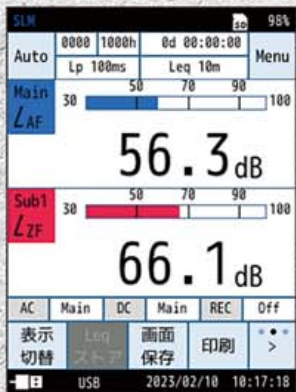 SLM SD 98%
Auto 0000 1000h 0d 00:00:00 Menu
Lp 100ms Leq 10m
Main 30 50 70 90 100
LAF
56.3dB
Sub1 30 50 70 90 100
LZF
66.1dB
AC Main DC Main REC Off
表示 Leq 画面 印刷 >
切替 ストア 保存
USB 2023/02/10 10:17:18